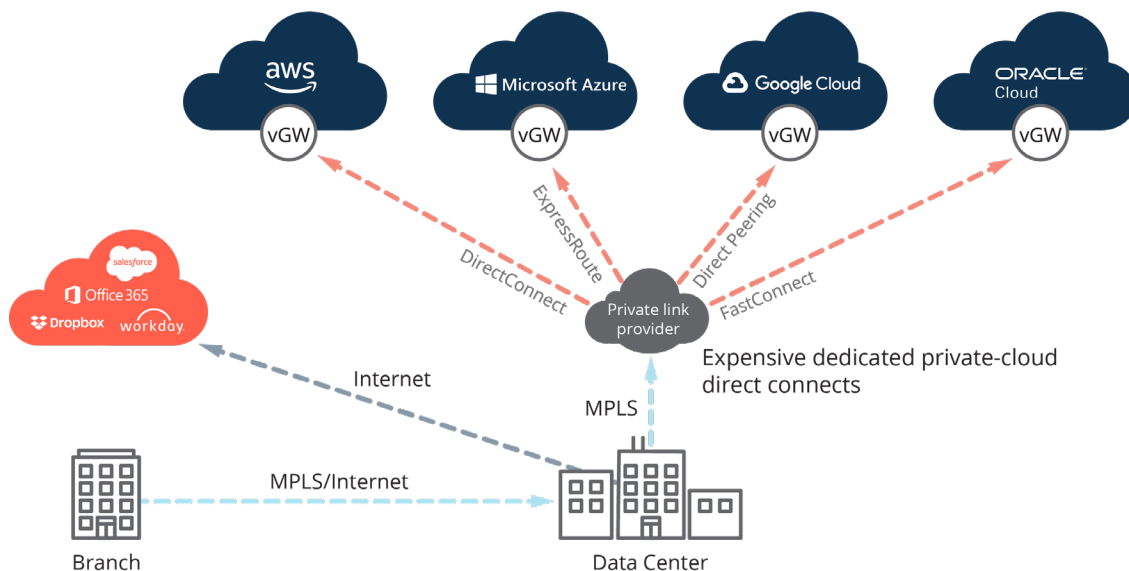 aws
Microsoft Azure
Google Cloud
ORACLE
Cloud
vGW
vGW
vGW
vGW
DirectConnect
ExpressRoute
Direct Peering
FastConnect
salesforce
Office 365
Dropbox
workday
Private link
provider
Expensive dedicated private-cloud
direct connects
Internet
MPLS
MPLS/Internet
Branch
Data Center